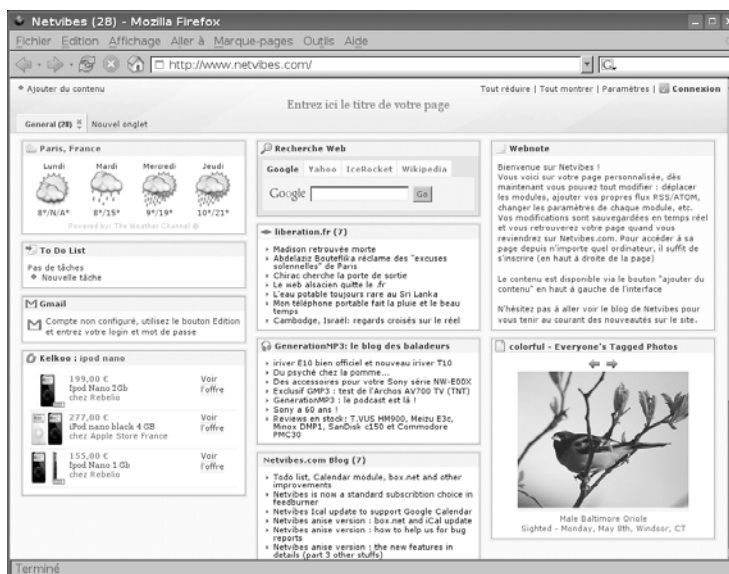 Netvibes (28) - Mozilla Firefox
Fichier Edition Affichage Aller à Marque-pages Outils Aide
http://www.netvibes.com/
Ajouter du contenu
Tout réduire | Tout montrer | Paramètres | Connexion
Entrez ici le titre de votre page
General (28) Nouvel onglet
Paris, France
Lundi Mardi Mercredi Jeudi
8°/N/A° 8°/15° 9°/19° 10°/21°
Powered by: The Weather Channel ®
To Do List
Pas de tâches
Nouvelle tâche
Gmail
Compte non configuré, utilisez le bouton Edition
et entrez votre login et mot de passe
Kelkoo : ipod nano
199,00 €
Ipod Nano 2Gb
chez Rebelio
Voir
l'offre
277,00 €
iPod nano black 4 GB
chez Apple Store France
Voir
l'offre
155,00 €
Ipod Nano 1 Gb
chez Rebelio
Voir
l'offre
Recherche Web
Google Yahoo IceRocket Wikipedia
Google Go
liberation.fr (7)
Madison retrouvée morte
Abdelaziz Bouteflika réclame des "excuses
solennelles" de Paris
Chirac cherche la porte de sortie
Le web alsacien quitte le .fr
L'eau potable toujours rare au Sri Lanka
Mon téléphone portable fait la pluie et le beau
temps
Cambodge, Israël: regards croisés sur le réel
GenerationMP3: le blog des baladeurs
iriver E10 bien officiel et nouveau iriver T10
Du psyché chez la pomme...
Des accessoires pour votre Sony série NW-E00X
Exclusif GMP3 : test de l'Archos AV700 TV (TNT)
GenerationMP3 : le podcast est là !
Sony a 60 ans !
Reviews en stock: T.VUS HM900, Meizu E3c,
Minox DMP1, SanDisk c150 et Commodore
PMC30
Netvibes.com Blog (7)
Todo list, Calendar module, box.net and other
improvements
Netvibes is now a standard subscribtion choice in
feedburner
Netvibes Ical update to support Google Calendar
Netvibes anise version : box.net and iCal update
Netvibes anise version : how to help us for bug
reports
Netvibes anise version : the new features in
details (part 3 other stuffs)
Webnote
Bienvenue sur Netvibes !
Vous voici sur votre page personnalisée, dès
maintenant vous pouvez tout modifier : déplacer
les modules, ajouter vos propres flux RSS/ATOM,
changer les paramètres de chaque module, etc.
Vos modifications sont sauvegardées en temps réel
et vous retrouverez votre page quand vous
reviendrez sur Netvibes.com. Pour accéder à sa
page depuis n'importe quel ordinateur, il suffit de
s'inscrire (en haut à droite de la page)
Le contenu est disponible via le bouton "ajouter du
contenu" en haut à gauche de l'interface
N'hésitez pas à aller voir le blog de Netvibes pour
vous tenir au courant des nouveautés sur le site.
colorful - Everyone's Tagged Photos
Male Baltimore Oriole
Sighted - Monday, May 8th, Windsor, CT
Terminé